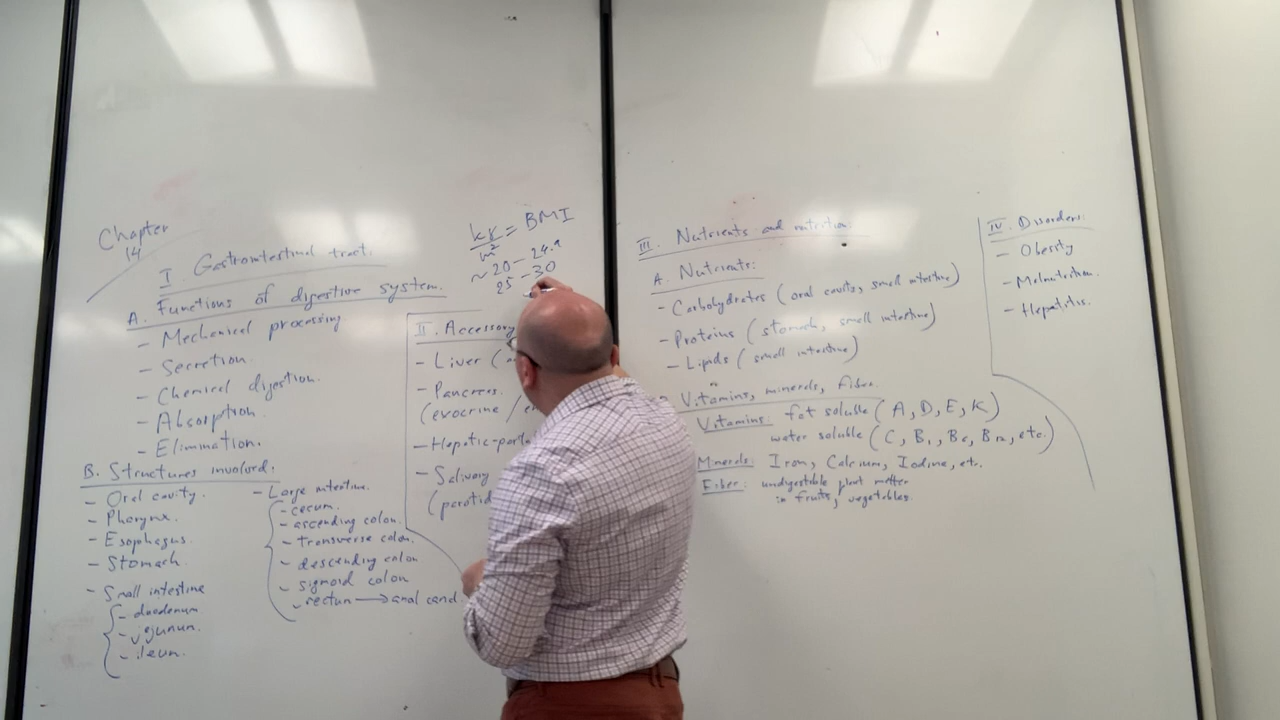 Chapter
14
I. Gastrointestinal tract.
A. Functions of digestive system.
- Mechanical processing.
- Secretion.
- Chemical digestion.
- Absorption.
- Elimination.
B. Structures involved.
- Oral cavity.
- Pharynx.
- Esophagus.
- Stomach.
- Small intestine
- duodenum.
- jejunum.
- ileum.
- Large intestine.
- cecum.
- ascending colon.
- transverse colon.
- descending colon
- sigmoid colon
- rectum → anal canal
kg/m² = BMI
~20 - 24.9
25 - 30
II. Accessory
- Liver (
- Pancreas.
(exocrine / en
- Hepatic-porta
- Salivary
(parotid
III. Nutrients and nutrition.
A. Nutrients:
- Carbohydrates (oral cavity, small intestine)
- Proteins (stomach, small intestine)
- Lipids (small intestine)
Vitamins, minerals, fiber.
Vitamins: fat soluble (A, D, E, K)
water soluble (C, B₁, B₆, B₁₂, etc.)
Minerals: Iron, Calcium, Iodine, etc.
Fiber: undigestible plant matter
in fruits, vegetables.
IV. Disorders:
- Obesity
- Malnutrition.
- Hepatitis.